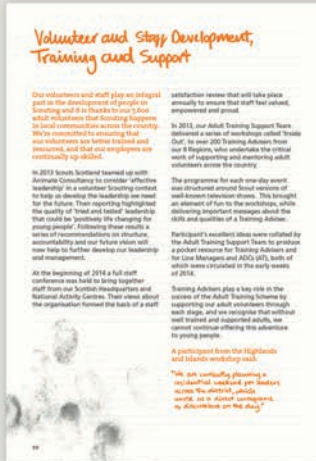 Volunteer and Staff Development,
Training and Support
Our volunteers and staff play an integral
part in the development of people in
Scouting and it is thanks to our 7,600
adult volunteers that Scouting happens
in local communities across the country.
We're committed to ensuring that
our volunteers are better trained and
resourced, and that our employees are
continually up-skilled.
In 2013 Scouts Scotland teamed up with
Animate Consultancy to consider 'effective
leadership' in a volunteer Scouting context
to help us develop the leadership we need
for the future. Their reporting highlighted
the quality of 'tried and tested' leadership
that could be 'positively life changing for
young people'. Following these results a
series of recommendations on structure,
accountability and our future vision will
now help to further develop our leadership
and management.
At the beginning of 2014 a full staff
conference was held to bring together
staff from our Scottish Headquarters and
National Activity Centres. Their views about
the organisation formed the back of a staff
satisfaction review that will take place
annually to ensure that staff feel valued,
empowered and proud.
In 2013, our Adult Training Support Team
delivered a series of workshops called 'Inside
Out', to over 200 Training Advisers from
our 8 Regions, who undertake the critical
work of supporting and mentoring adult
volunteers across the country.
The programme for each one-day event
was structured around Scout versions of
well-known television shows. This brought
an element of fun to the workshops, while
delivering important messages about the
skills and qualities of a Training Adviser.
Participant's excellent ideas were collated by
the Adult Training Support Team to produce
a pocket resource for Training Advisers and
for Line Managers and ADCs (AT), both of
which were circulated in the early weeks
of 2014.
Training Advisers play a key role in the
success of the Adult Training Scheme by
supporting our adult volunteers through
each stage, and we recognise that without
well trained and supported adults, we
cannot continue offering this adventure
to young people.
A participant from the Highlands
and Islands workshop said:
"We are currently planning a
residential weekend for leaders
across the district, which
arose as a direct consequence
of discussions on the day."